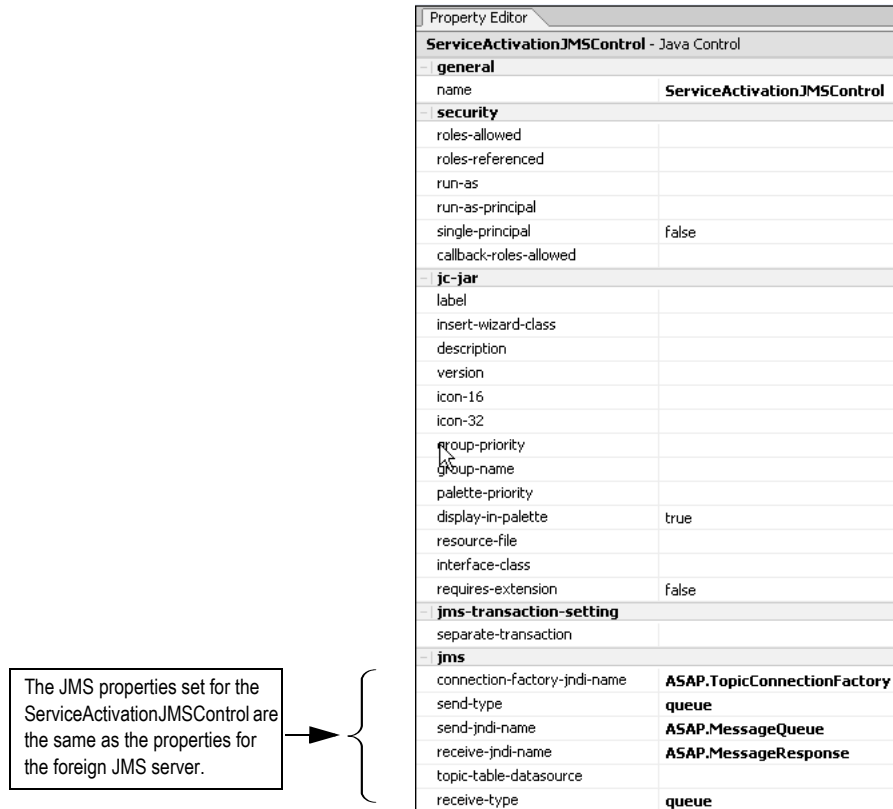 Property Editor
ServiceActivationJMSControl - Java Control
general
name ServiceActivationJMSControl
security
roles-allowed
roles-referenced
run-as
run-as-principal
single-principal false
callback-roles-allowed
jc-jar
label
insert-wizard-class
description
version
icon-16
icon-32
group-priority
group-name
palette-priority
display-in-palette true
resource-file
interface-class
requires-extension false
jms-transaction-setting
separate-transaction
jms
connection-factory-jndi-name ASAP.TopicConnectionFactory
send-type queue
send-jndi-name ASAP.MessageQueue
receive-jndi-name ASAP.MessageResponse
topic-table-datasource
receive-type queue
The JMS properties set for the
ServiceActivationJMSControl are
the same as the properties for
the foreign JMS server.